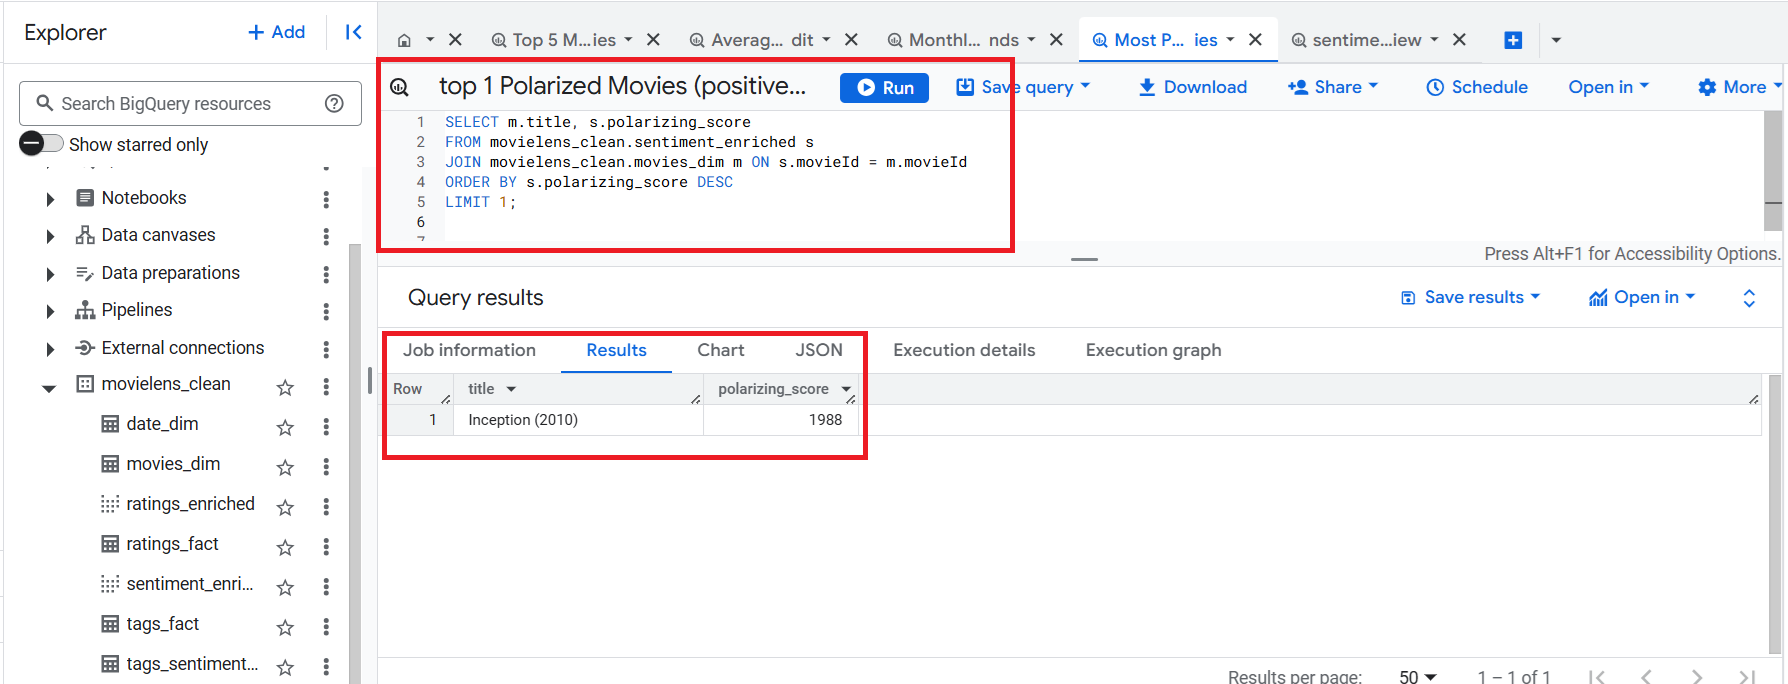 Explorer
+ Add
Search BigQuery resources
Show starred only
Notebooks
Data canvases
Data preparations
Pipelines
External connections
movielens_clean
date_dim
movies_dim
ratings_enriched
ratings_fact
sentiment_enri...
tags_fact
tags_sentiment...
Top 5 M...ies
Averag... dit
Monthl... nds
Most P... ies
sentime...iew
top 1 Polarized Movies (positive...
Run
Save query
Download
Share
Schedule
Open in
More
1 SELECT m.title, s.polarizing_score
2 FROM movielens_clean.sentiment_enriched s
3 JOIN movielens_clean.movies_dim m ON s.movieId = m.movieId
4 ORDER BY s.polarizing_score DESC
5 LIMIT 1;
6
7
Press Alt+F1 for Accessibility Options.
Query results
Save results
Open in
Job information
Results
Chart
JSON
Execution details
Execution graph
Row title polarizing_score
1 Inception (2010) 1988
Results per page: 50 1 – 1 of 1